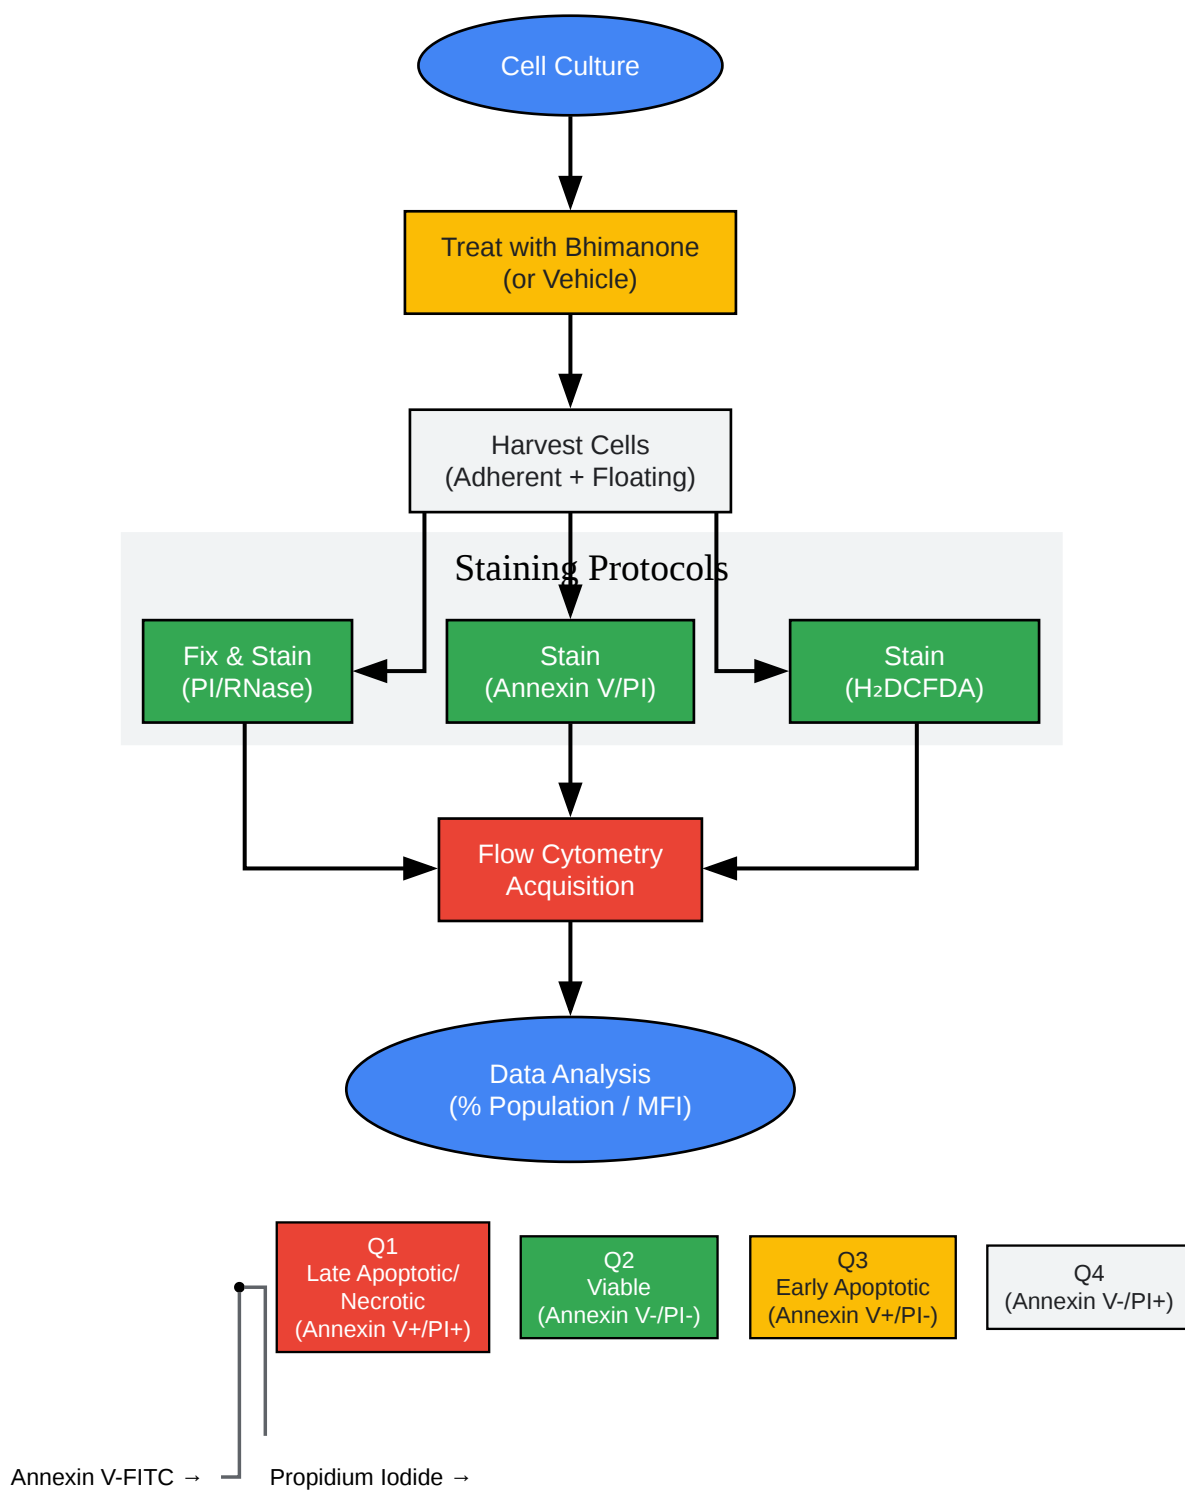 Cell Culture
Treat with Bhimanone
(or Vehicle)
Harvest Cells
(Adherent + Floating)
Staining Protocols
Fix & Stain
(PI/RNase)
Stain
(Annexin V/PI)
Stain
(H₂DCFDA)
Flow Cytometry
Acquisition
Data Analysis
(% Population / MFI)
Q1
Late Apoptotic/
Necrotic
(Annexin V+/PI+)
Q2
Viable
(Annexin V-/PI-)
Q3
Early Apoptotic
(Annexin V+/PI-)
Q4
(Annexin V-/PI+)
Annexin V-FITC →
Propidium Iodide →